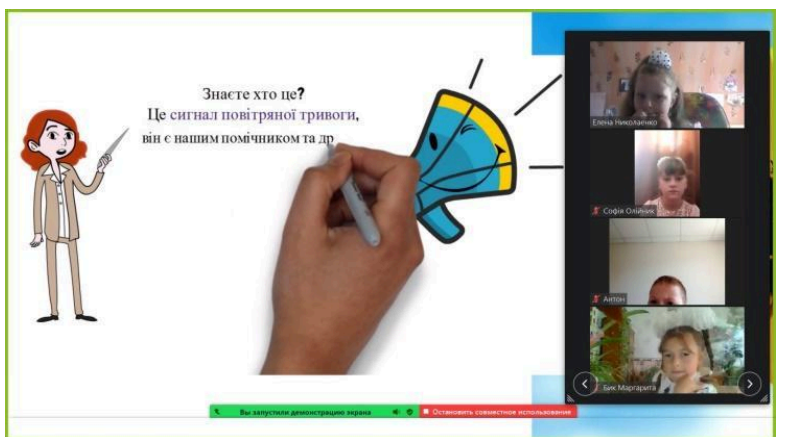 Знаєте хто це?
Це сигнал повітряної тривоги,
він є нашим помічником та др
Елена Николаенко
Софія Олійник
Антон
Бик Маргарита
Вы запустили демонстрацию экрана
Остановить совместное использование